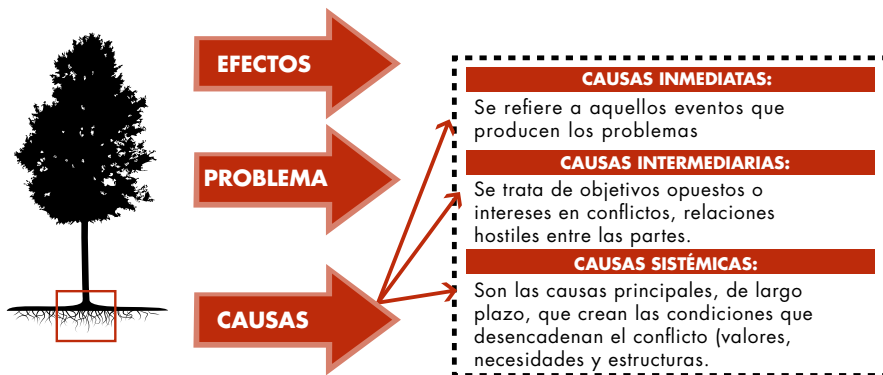 EFECTOS
PROBLEMA
CAUSAS
CAUSAS INMEDIATAS:
Se refiere a aquellos eventos que
producen los problemas
CAUSAS INTERMEDIARIAS:
Se trata de objetivos opuestos o
intereses en conflictos, relaciones
hostiles entre las partes.
CAUSAS SISTÉMICAS:
Son las causas principales, de largo
plazo, que crean las condiciones que
desencadenan el conflicto (valores,
necesidades y estructuras.